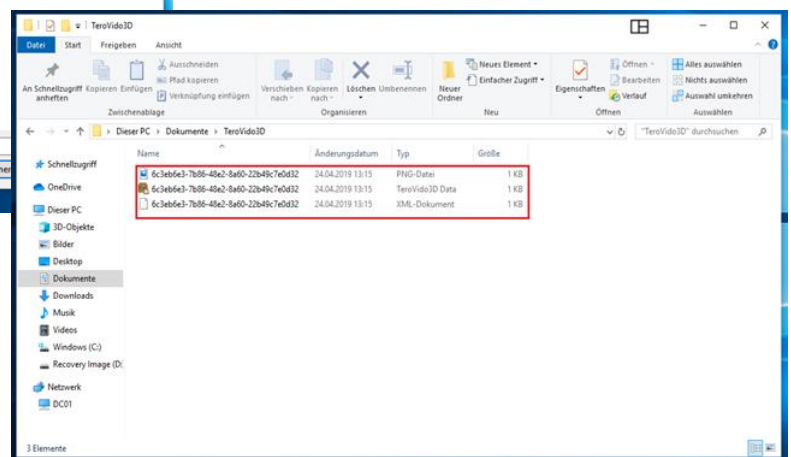 TeroVido3D
Datei Start Freigeben Ansicht
An Schnellzugriff anheften
Kopieren
Einfügen
Ausschneiden
Pfad kopieren
Verknüpfung einfügen
Zwischenablage
Verschieben nach
Kopieren nach
Löschen
Umbenennen
Organisieren
Neuer Ordner
Neues Element
Einfacher Zugriff
Neu
Eigenschaften
Öffnen
Bearbeiten
Verlauf
Öffnen
Alles auswählen
Nichts auswählen
Auswahl umkehren
Auswählen
Dieser PC > Dokumente > TeroVido3D
"TeroVido3D" durchsuchen
Name Änderungsdatum Typ Größe
6c3eb6e3-7b86-48e2-8a60-22b49c7e0d32 24.04.2019 13:15 PNG-Datei 1 KB
6c3eb6e3-7b86-48e2-8a60-22b49c7e0d32 24.04.2019 13:15 TeroVido3D Data 1 KB
6c3eb6e3-7b86-48e2-8a60-22b49c7e0d32 24.04.2019 13:15 XML-Dokument 1 KB
Schnellzugriff
OneDrive
Dieser PC
3D-Objekte
Bilder
Desktop
Dokumente
Downloads
Musik
Videos
Windows (C:)
Recovery Image (D:
Netzwerk
DC01
3 Elemente